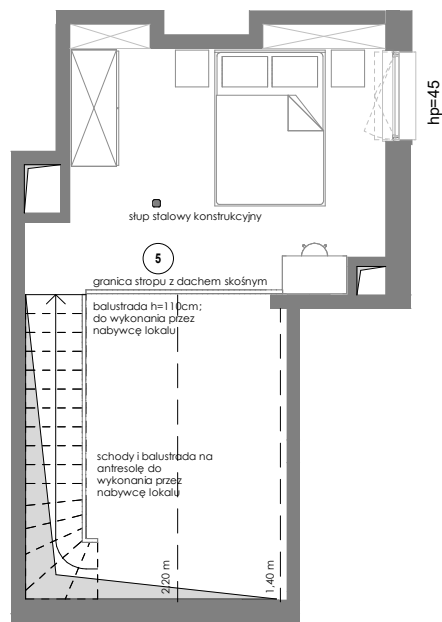 hp=45
słup stalowy konstrukcyjny
5
granica stropu z dachem skośnym
balustrada h=110cm;
do wykonania przez
nabywcę lokalu
schody i balustrada na
antresolę do
wykonania przez
nabywcę lokalu
2,20 m
1,40 m